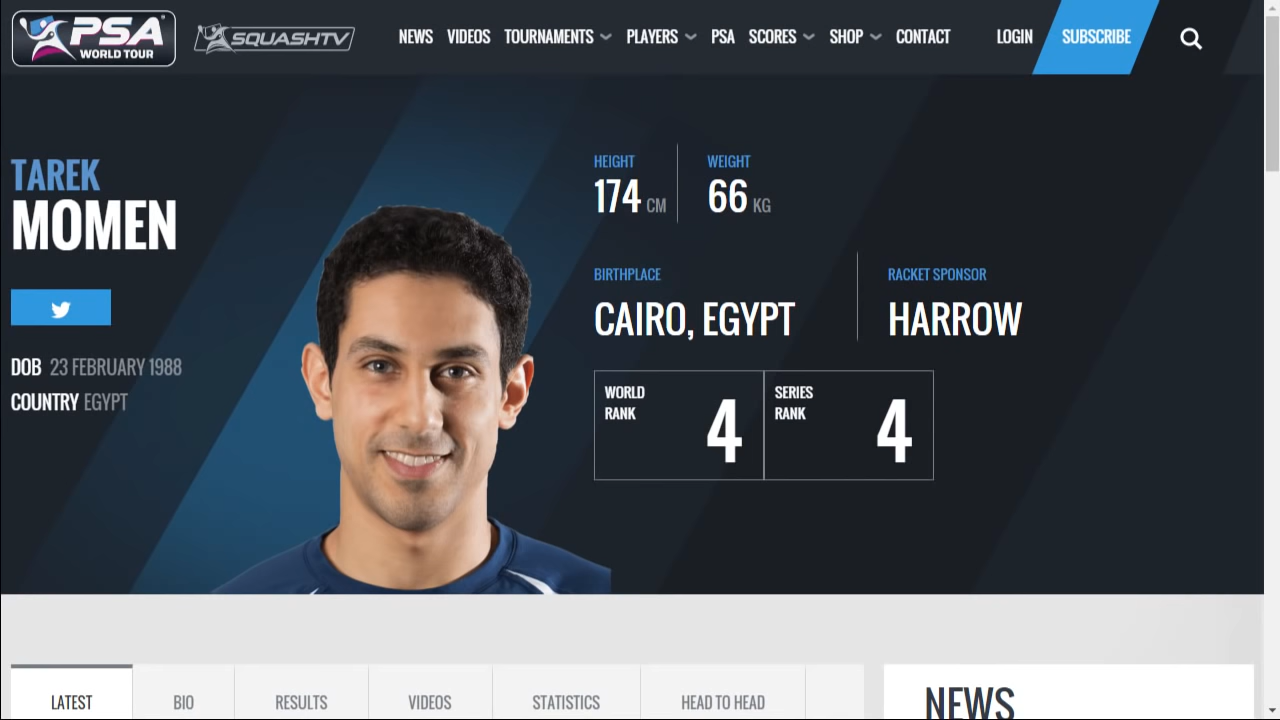 PSA
WORLD TOUR
SQUASHTV
NEWS VIDEOS TOURNAMENTS PLAYERS PSA SCORES SHOP CONTACT LOGIN SUBSCRIBE
TAREK
MOMEN
DOB 23 FEBRUARY 1988
COUNTRY EGYPT
HEIGHT
174 CM
WEIGHT
66 KG
BIRTHPLACE
CAIRO, EGYPT
RACKET SPONSOR
HARROW
WORLD
RANK
4
SERIES
RANK
4
LATEST BIO RESULTS VIDEOS STATISTICS HEAD TO HEAD
NEWS